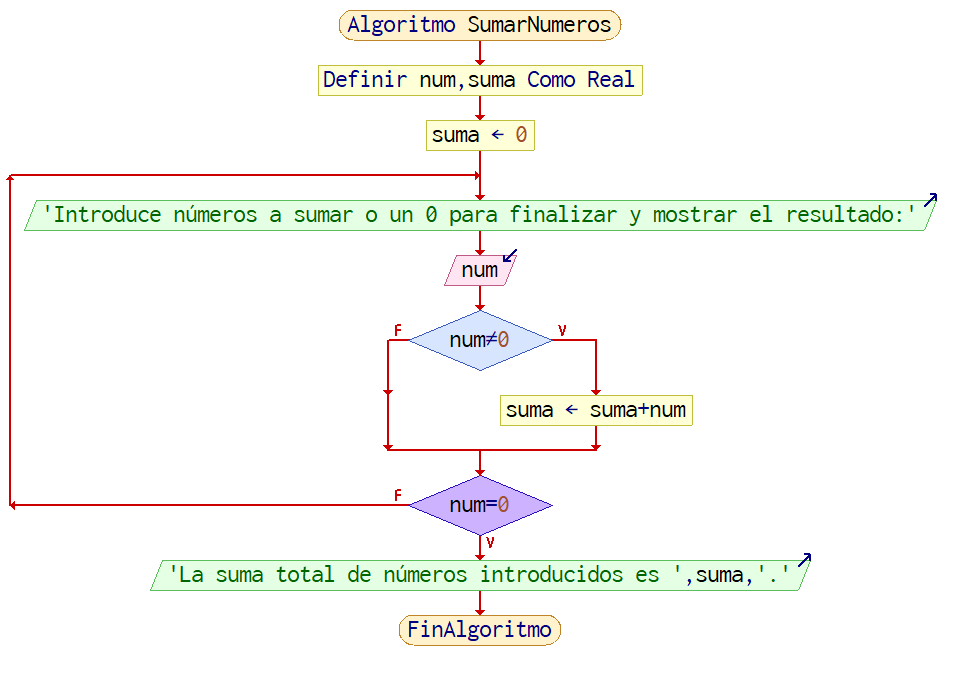 Algoritmo SumarNumeros
Definir num,suma Como Real
suma ← 0
'Introduce números a sumar o un 0 para finalizar y mostrar el resultado:'
num
F
V
num≠0
suma ← suma+num
F
num=0
V
'La suma total de números introducidos es ',suma,'.'
FinAlgoritmo